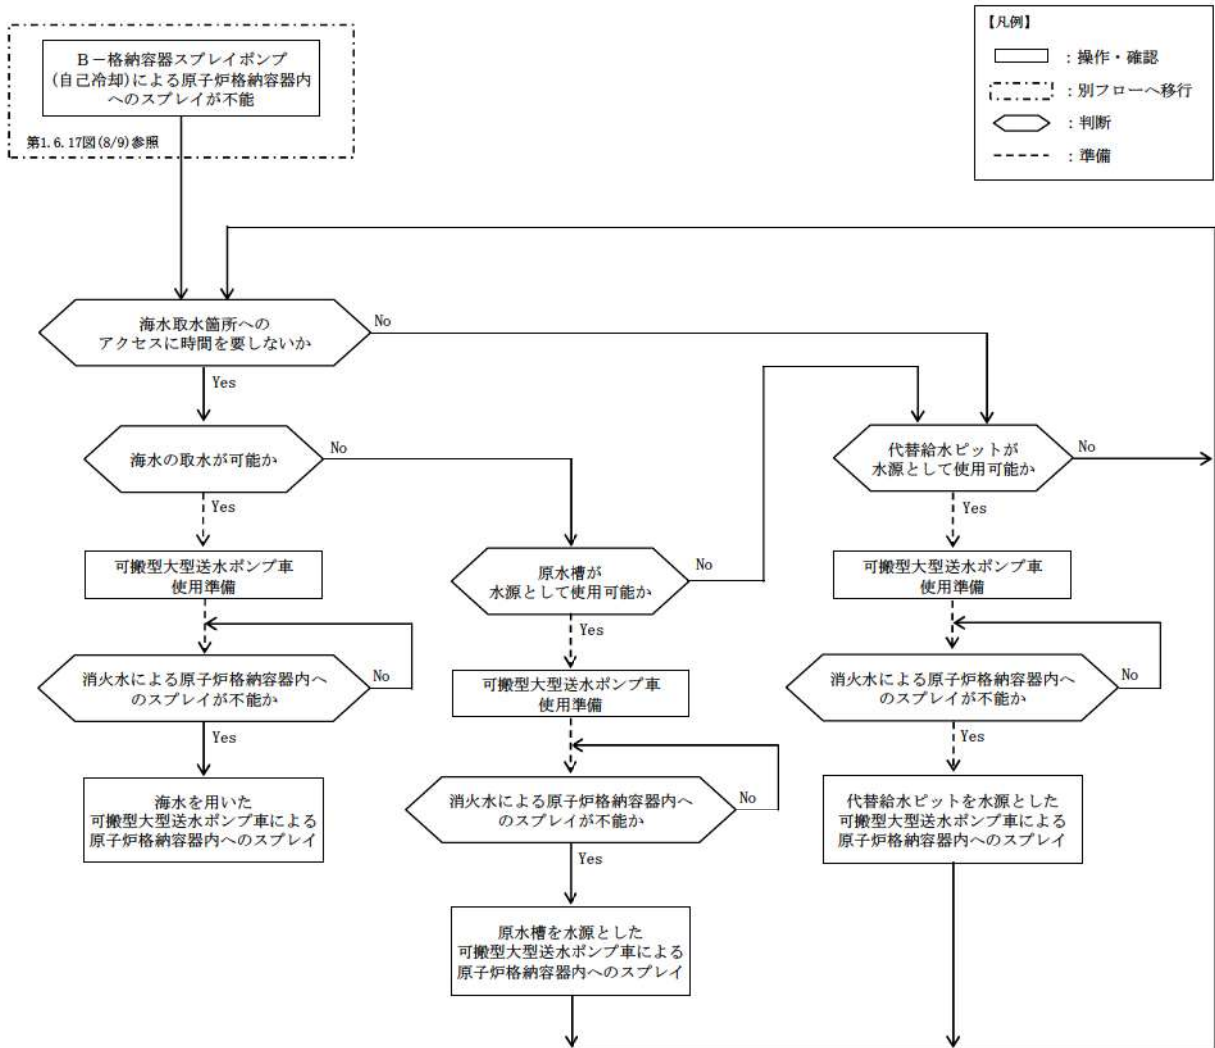 【凡例】
：操作・確認
：別フローへ移行
：判断
：準備
B－格納容器スプレイポンプ
(自己冷却)による原子炉格納容器内
へのスプレイが不能
第1.6.17図(8/9)参照
海水取水箇所への
アクセスに時間を要しないか
No
Yes
海水の取水が可能か
No
Yes
代替給水ピットが
水源として使用可能か
No
Yes
可搬型大型送水ポンプ車
使用準備
原水槽が
水源として使用可能か
No
Yes
可搬型大型送水ポンプ車
使用準備
消火水による原子炉格納容器内へ
のスプレイが不能か
No
Yes
可搬型大型送水ポンプ車
使用準備
消火水による原子炉格納容器内へ
のスプレイが不能か
No
Yes
海水を用いた
可搬型大型送水ポンプ車による
原子炉格納容器内へのスプレイ
消火水による原子炉格納容器内へ
のスプレイが不能か
No
Yes
代替給水ピットを水源とした
可搬型大型送水ポンプ車による
原子炉格納容器内へのスプレイ
原水槽を水源とした
可搬型大型送水ポンプ車による
原子炉格納容器内へのスプレイ